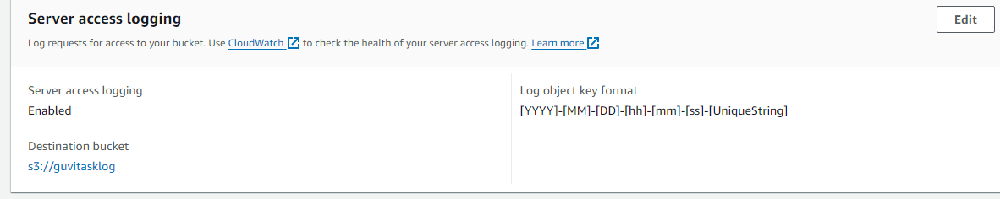 Server access logging
Edit
Log requests for access to your bucket. Use CloudWatch to check the health of your server access logging. Learn more
Server access logging
Enabled
Destination bucket
s3://guvitasklog
Log object key format
[YYYY]-[MM]-[DD]-[hh]-[mm]-[ss]-[UniqueString]